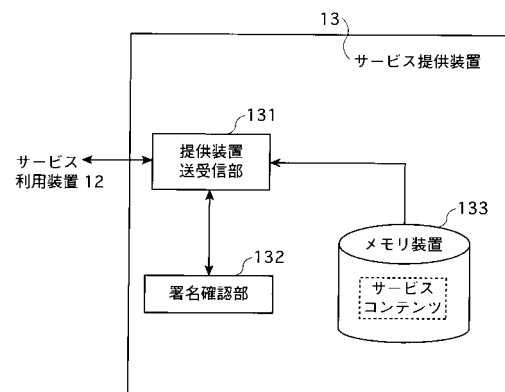 13
サービス提供装置
131
提供装置
送受信部
サービス
利用装置 12
133
メモリ装置
132
署名確認部
サービス
コンテンツ